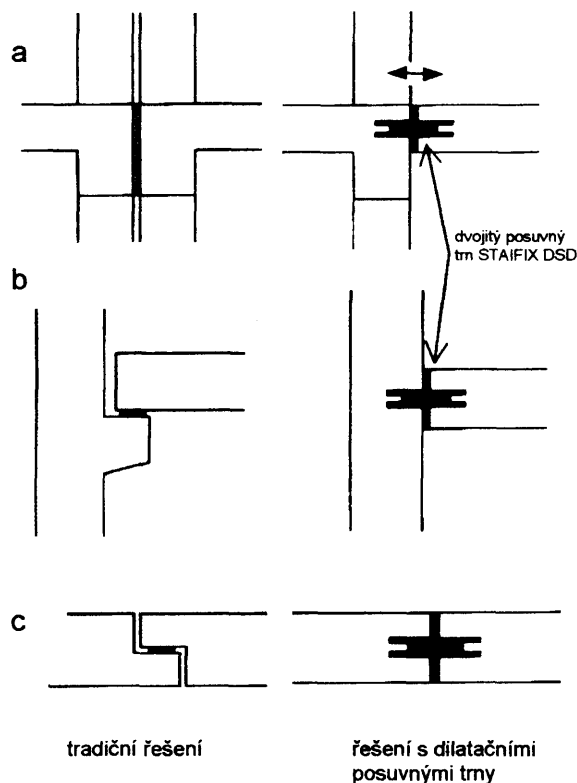 a
dvojitý posuvný
trn STAIFIX DSD
b
c
tradiční řešení
řešení s dilatačními
posuvnými trny